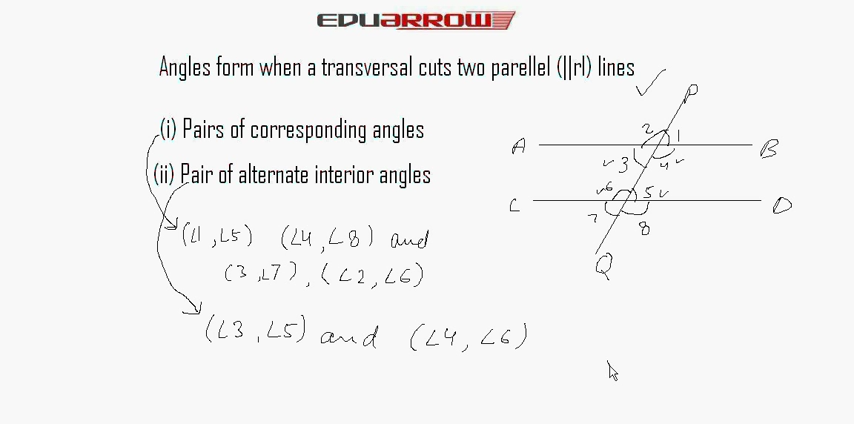 EDUARROW
Angles form when a transversal cuts two parellel (||rl) lines
(i) Pairs of corresponding angles
(ii) Pair of alternate interior angles
(∠1, ∠5) (∠4, ∠8) and
(3, ∠7), (∠2, ∠6)
(∠3, ∠5) and (∠4, ∠6)
P
2 1
A B
3 4
6 5
C D
7 8
Q